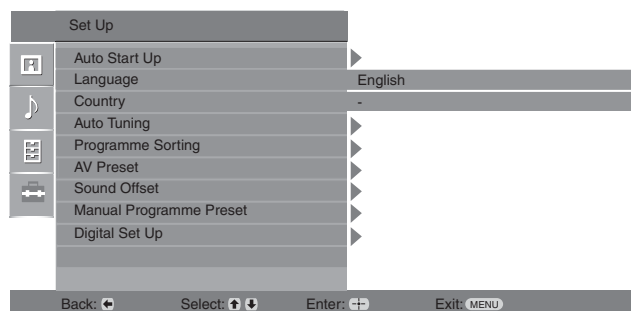 Set Up
Auto Start Up
Language English
Country -
Auto Tuning
Programme Sorting
AV Preset
Sound Offset
Manual Programme Preset
Digital Set Up
Back: Select: Enter: Exit: MENU